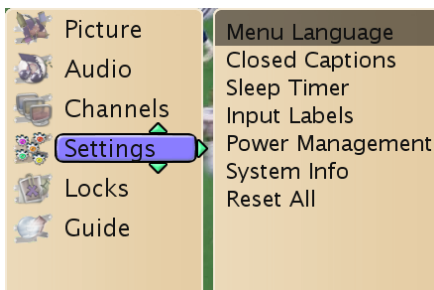 Picture
Audio
Channels
Settings
Locks
Guide
Menu Language
Closed Captions
Sleep Timer
Input Labels
Power Management
System Info
Reset All